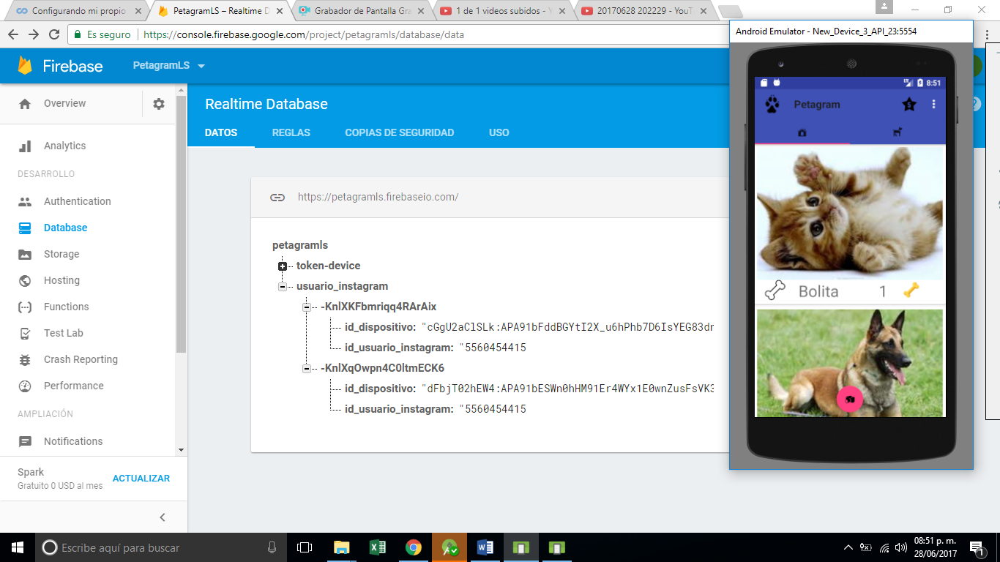 Configurando mi propio
PetagramLS – Realtime D
Grabador de Pantalla Gra
1 de 1 videos subidos - Y
20170628 202229 - YouT
Es seguro
https://console.firebase.google.com/project/petagramls/database/data
Android Emulator - New_Device_3_API_23:5554
Firebase
PetagramLS
Overview
Analytics
DESARROLLO
Authentication
Database
Storage
Hosting
Functions
Test Lab
Crash Reporting
Performance
AMPLIACIÓN
Notifications
Spark
Gratuito 0 USD al mes
ACTUALIZAR
Realtime Database
DATOS
REGLAS
COPIAS DE SEGURIDAD
USO
https://petagramls.firebaseio.com/
petagramls
token-device
usuario_instagram
-KnlXKFbmriqq4RArAix
id_dispositivo: "cGgU2aClSLk:APA91bFddBGYtI2X_u6hPhb7D6IsYEG83dr
id_usuario_instagram: "5560454415
-KnlXqOwpn4C0ltmECK6
id_dispositivo: "dFbjT02hEW4:APA91bESWn0hHM91Er4WYx1E0wnZusFsVK3
id_usuario_instagram: "5560454415
8:51
Petagram
5
Bolita 1
Escribe aquí para buscar
08:51 p. m.
28/06/2017
1